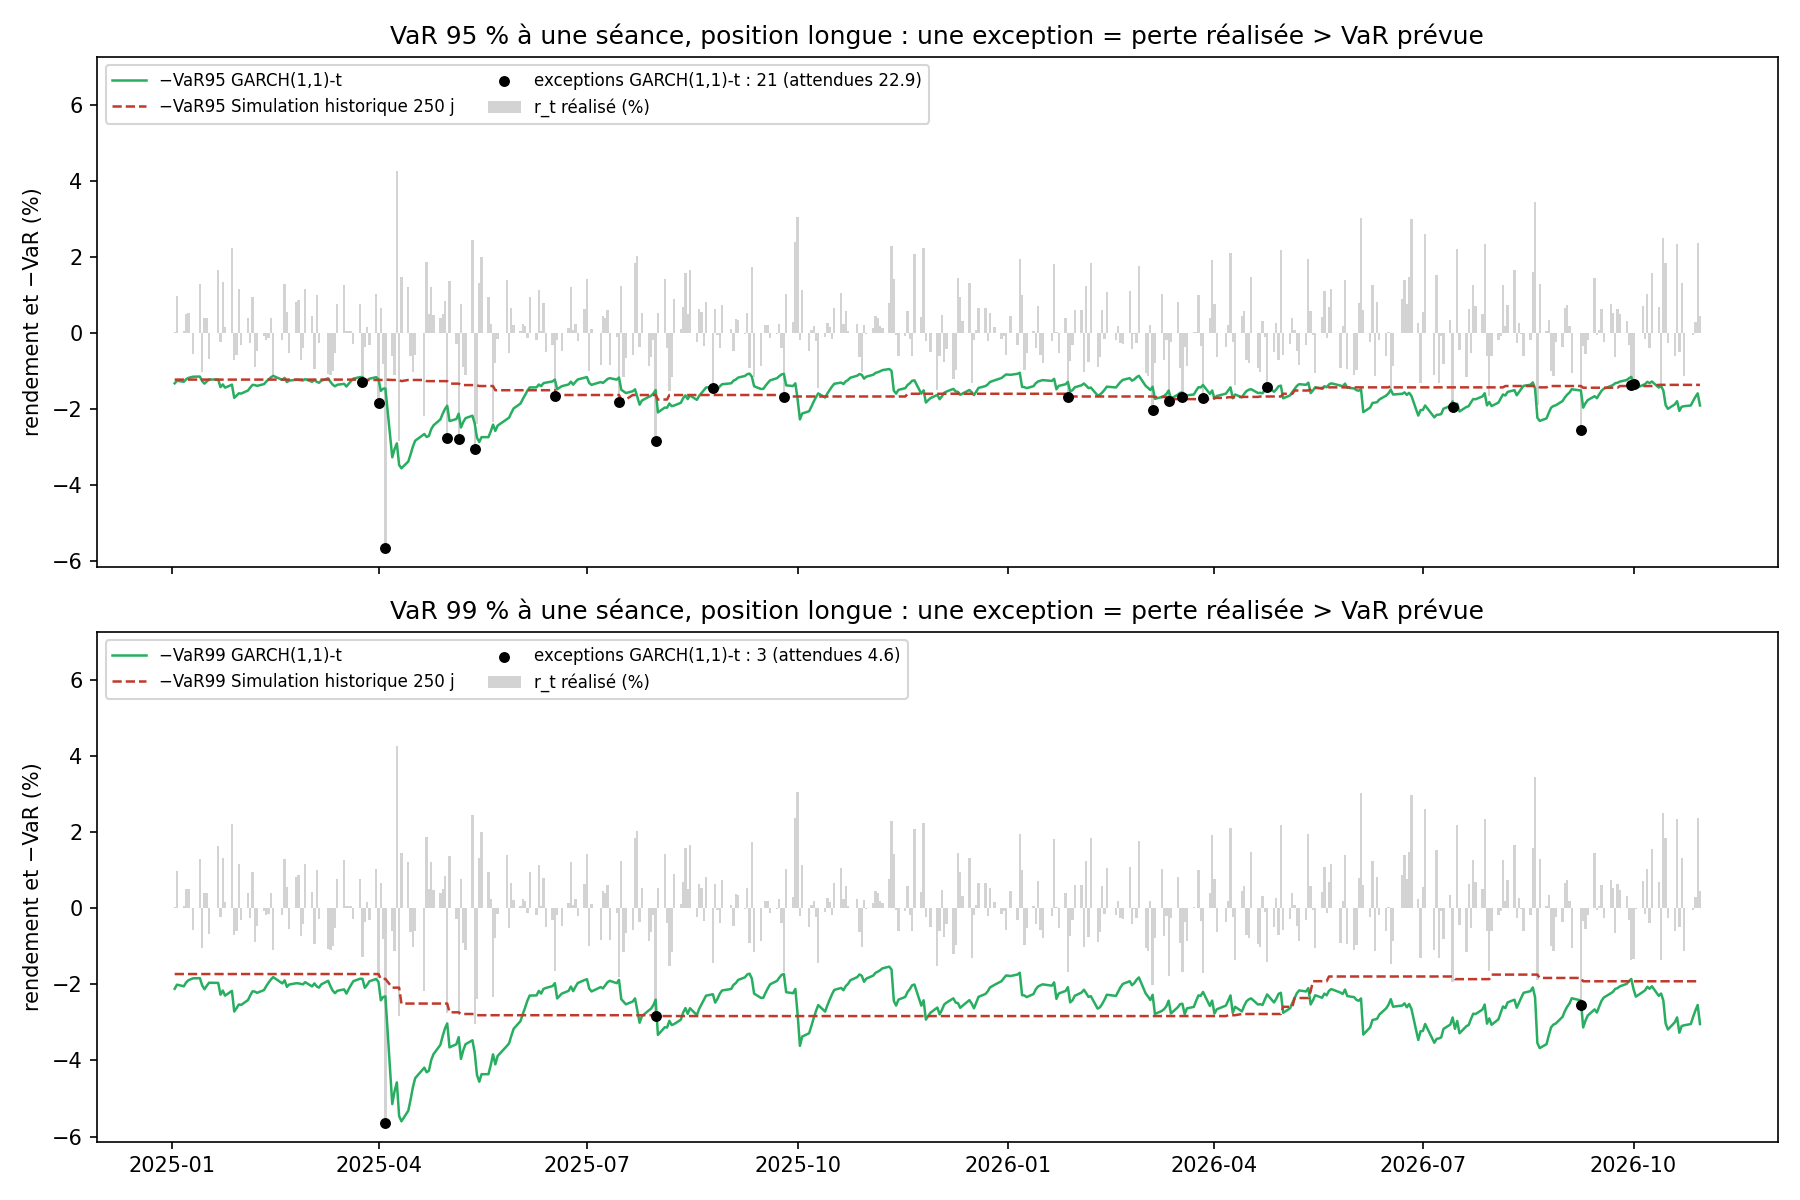 VaR 95 % à une séance, position longue : une exception = perte réalisée > VaR prévue
−VaR95 GARCH(1,1)-t
−VaR95 Simulation historique 250 j
exceptions GARCH(1,1)-t : 21 (attendues 22.9)
r_t réalisé (%)
rendement et −VaR (%)
6
4
2
0
−2
−4
−6
VaR 99 % à une séance, position longue : une exception = perte réalisée > VaR prévue
−VaR99 GARCH(1,1)-t
−VaR99 Simulation historique 250 j
exceptions GARCH(1,1)-t : 3 (attendues 4.6)
r_t réalisé (%)
rendement et −VaR (%)
6
4
2
0
−2
−4
−6
2025-01 2025-04 2025-07 2025-10 2026-01 2026-04 2026-07 2026-10